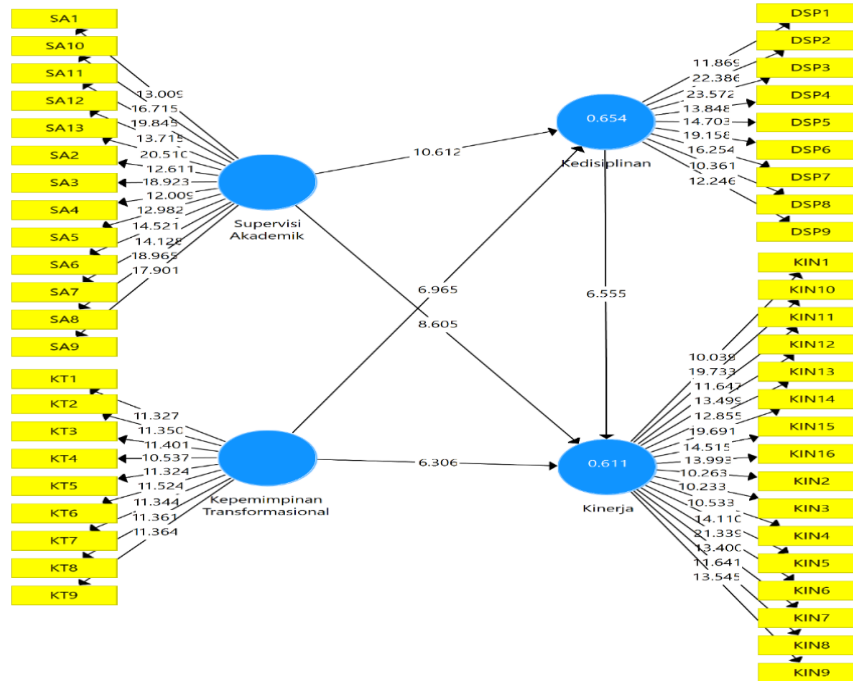 SA1
SA10
SA11
SA12
SA13
SA2
SA3
SA4
SA5
SA6
SA7
SA8
SA9
13.009
16.715
19.845
13.715
20.510
12.611
18.923
12.009
12.982
14.521
14.128
18.965
17.901
Supervisi
Akademik
KT1
KT2
KT3
KT4
KT5
KT6
KT7
KT8
KT9
11.327
11.350
11.401
10.537
11.324
11.524
11.344
11.361
11.364
Kepemimpinan
Transformasional
10.612
6.965
8.605
6.306
6.555
0.654
Kedisiplinan
11.869
22.386
23.572
13.848
14.703
19.158
16.254
10.361
12.246
DSP1
DSP2
DSP3
DSP4
DSP5
DSP6
DSP7
DSP8
DSP9
0.611
Kinerja
10.039
19.733
11.647
13.499
12.855
19.691
14.515
13.993
10.263
10.233
10.533
14.110
21.339
13.400
11.641
13.545
KIN1
KIN10
KIN11
KIN12
KIN13
KIN14
KIN15
KIN16
KIN2
KIN3
KIN4
KIN5
KIN6
KIN7
KIN8
KIN9